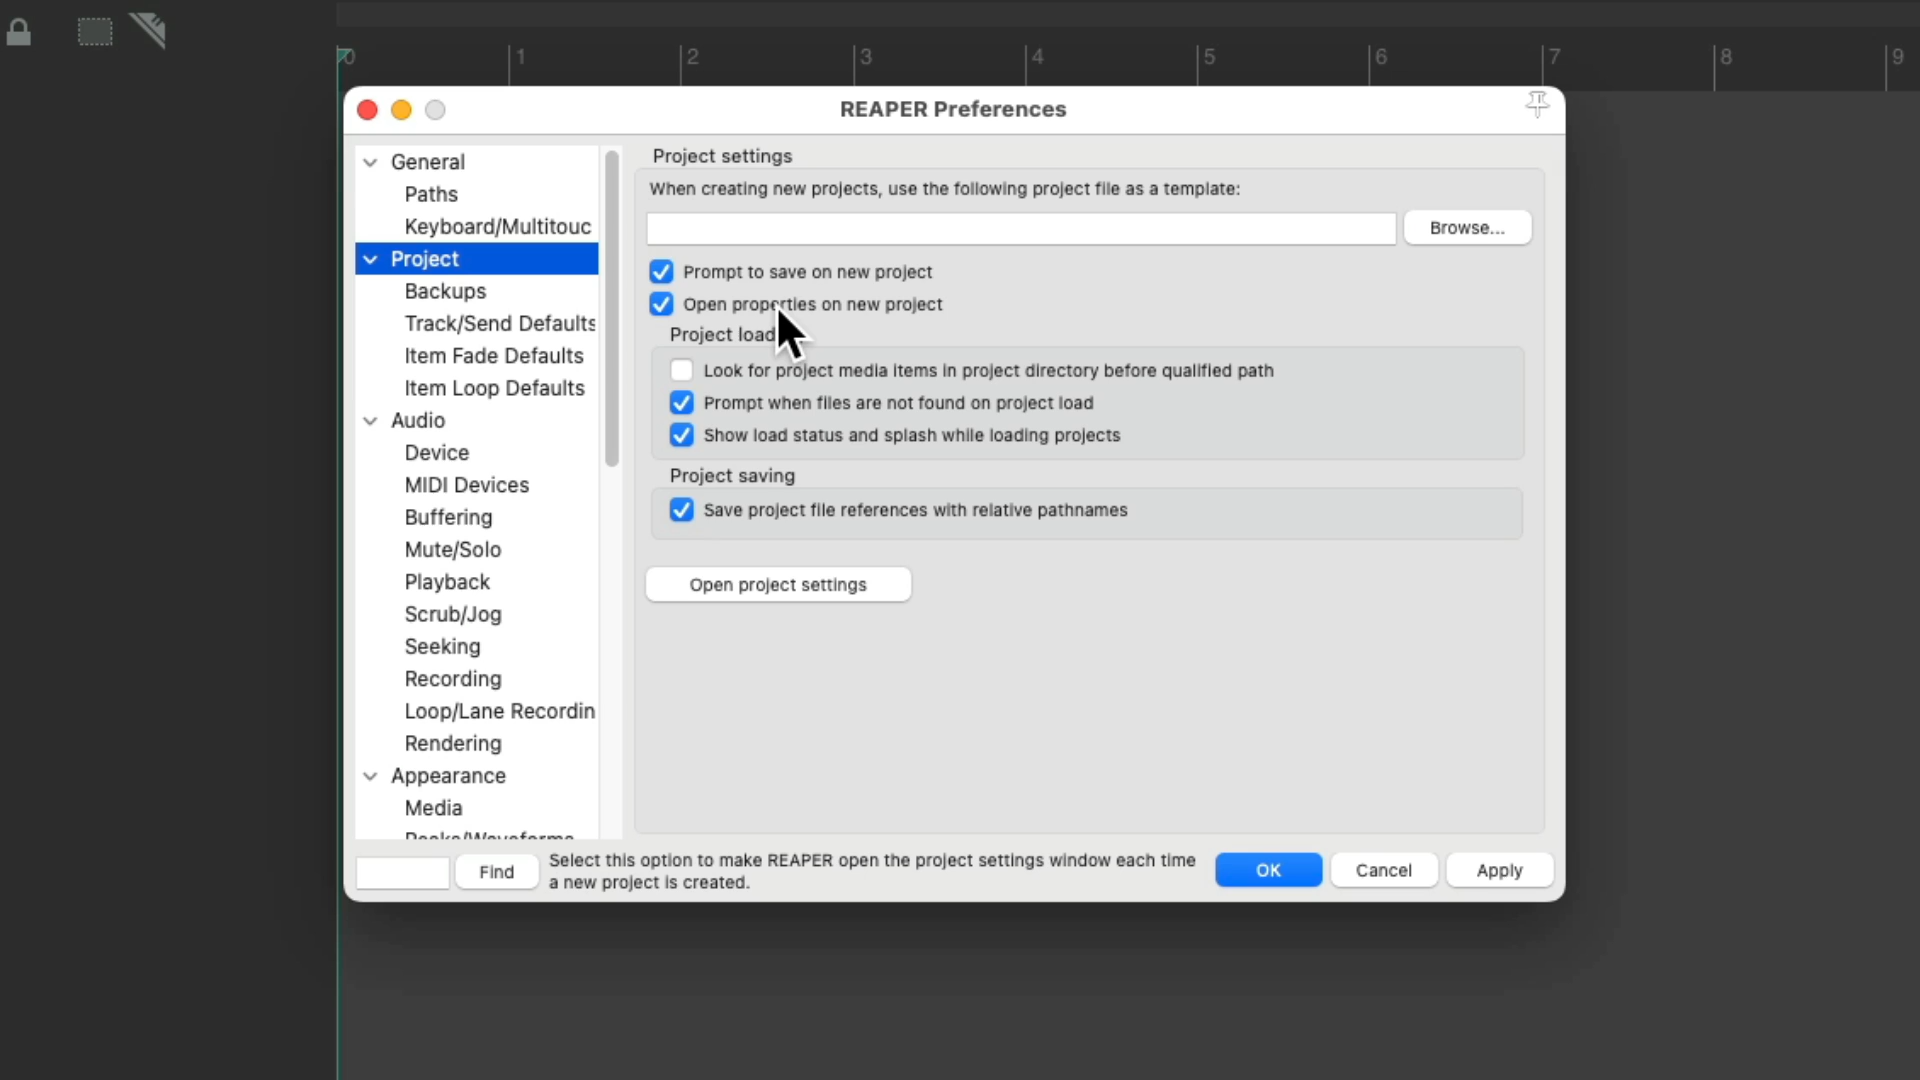 0 1 2 3 4 5 6 7 8 9
REAPER Preferences
General
Paths
Keyboard/Multitouc
Project
Backups
Track/Send Defaults
Item Fade Defaults
Item Loop Defaults
Audio
Device
MIDI Devices
Buffering
Mute/Solo
Playback
Scrub/Jog
Seeking
Recording
Loop/Lane Recordin
Rendering
Appearance
Media
Peaks/Waveforms
Project settings
When creating new projects, use the following project file as a template:
Browse...
Prompt to save on new project
Open properties on new project
Project load
Look for project media items in project directory before qualified path
Prompt when files are not found on project load
Show load status and splash while loading projects
Project saving
Save project file references with relative pathnames
Open project settings
Find
Select this option to make REAPER open the project settings window each time
a new project is created.
OK
Cancel
Apply